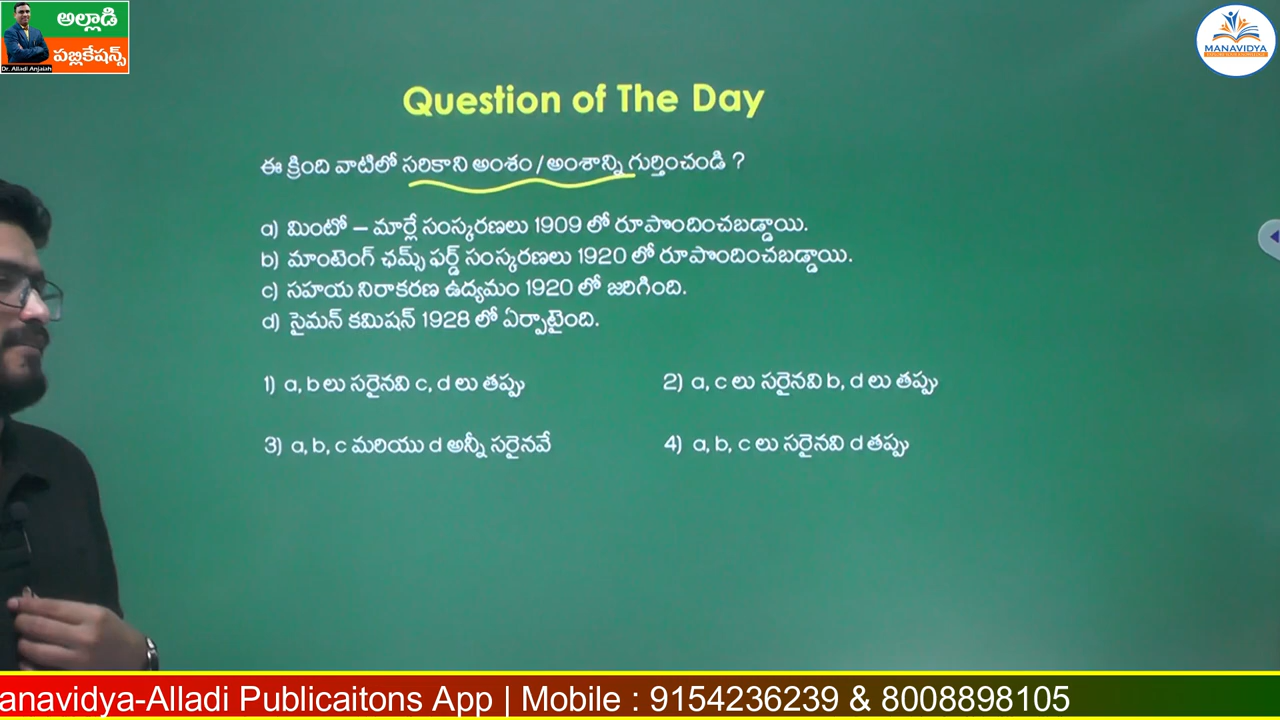 అల్లాడి
పబ్లికేషన్స్
Dr. Alladi Anjaiah
MANAVIDYA
Question of The Day
ఈ క్రింది వాటిలో సరికాని అంశం / అంశాన్ని గుర్తించండి ?
a) మింటో – మార్లే సంస్కరణలు 1909 లో రూపొందించబడ్డాయి.
b) మాంటెంగ్ ఛమ్స్ ఫర్డ్ సంస్కరణలు 1920 లో రూపొందించబడ్డాయి.
c) సహయ నిరాకరణ ఉద్యమం 1920 లో జరిగింది.
d) సైమన్ కమిషన్ 1928 లో ఏర్పాటైంది.
1) a, b లు సరైనవి c, d లు తప్పు
2) a, c లు సరైనవి b, d లు తప్పు
3) a, b, c మరియు d అన్నీ సరైనవే
4) a, b, c లు సరైనవి d తప్పు
anavidya-Alladi Publicaitons App | Mobile : 9154236239 & 8008898105